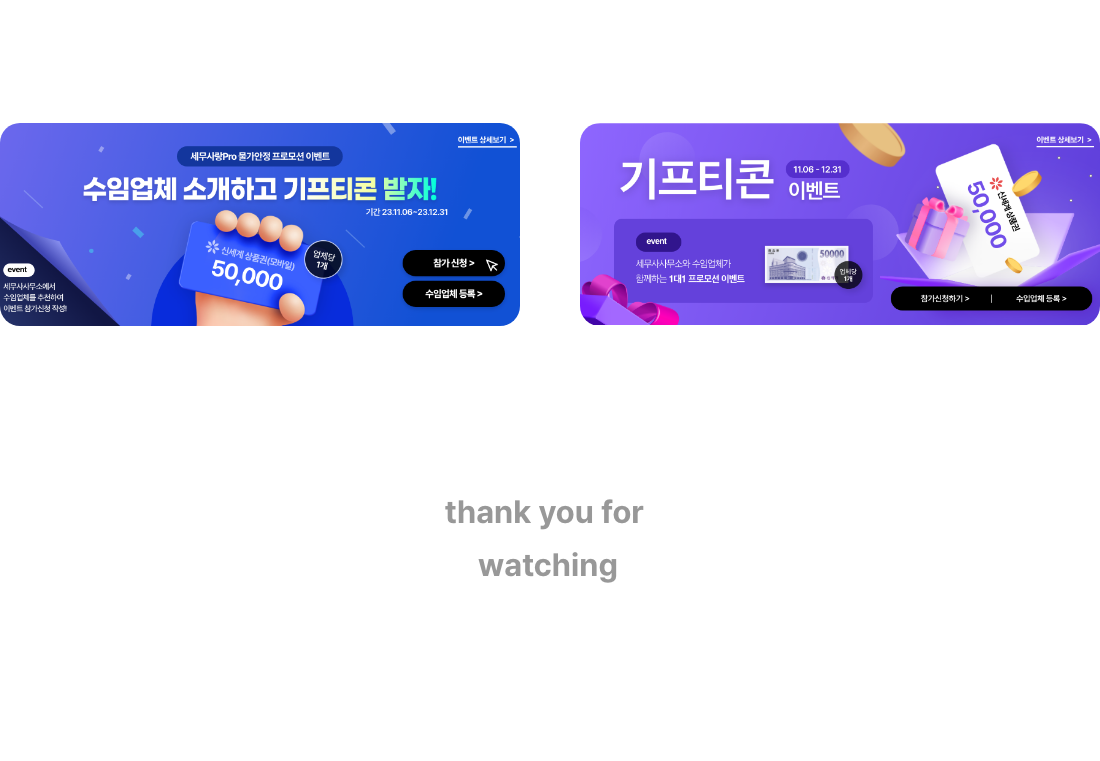 이벤트 상세보기 >
세무사랑Pro 물가안정 프로모션 이벤트
수임업체 소개하고 기프티콘 받자!
기간 23.11.06~23.12.31
신세계 상품권(모바일)
50,000
업체당
1개
참가 신청 >
수임업체 등록 >
event
세무사사무소에서
수임업체를 추천하여
이벤트 참가신청 작성!
이벤트 상세보기 >
기프티콘
11.06 - 12.31
이벤트
event
세무사사무소와 수임업체가
함께하는 1대1 프로모션 이벤트
50000
업체당
1개
신세계 상품권
50,000
참가신청하기 > | 수임업체 등록 >
thank you for
watching